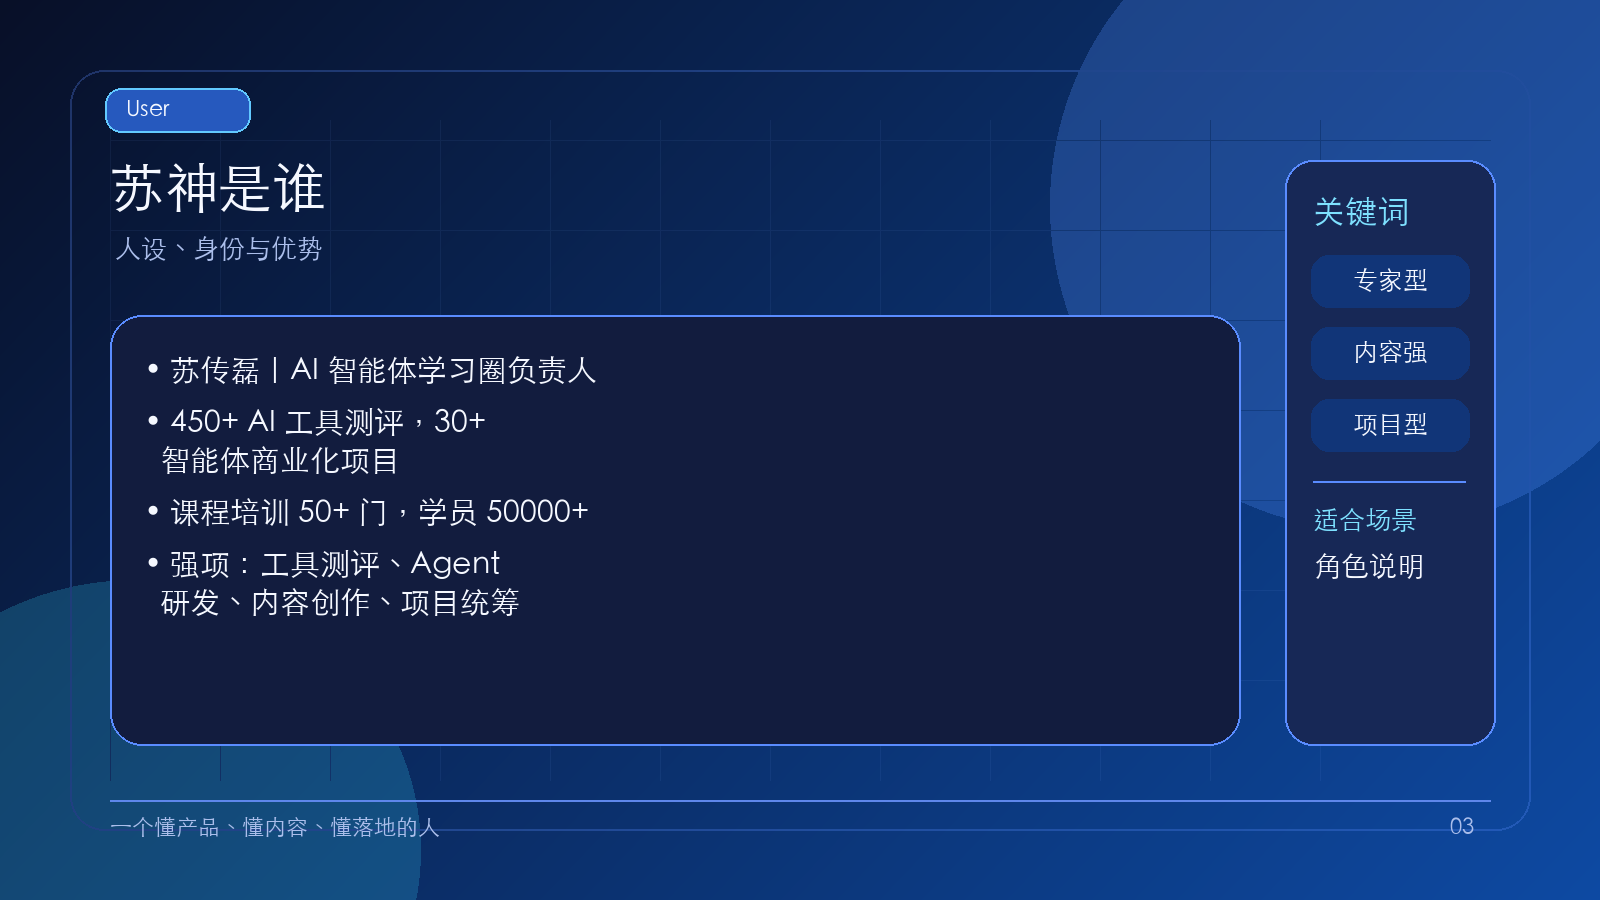 User
苏神是谁
人设、身份与优势
• 苏传磊丨AI 智能体学习圈负责人
• 450+ AI 工具测评，30+
智能体商业化项目
• 课程培训 50+ 门，学员 50000+
• 强项：工具测评、Agent
研发、内容创作、项目统筹
关键词
专家型
内容强
项目型
适合场景
角色说明
一个懂产品、懂内容、懂落地的人
03